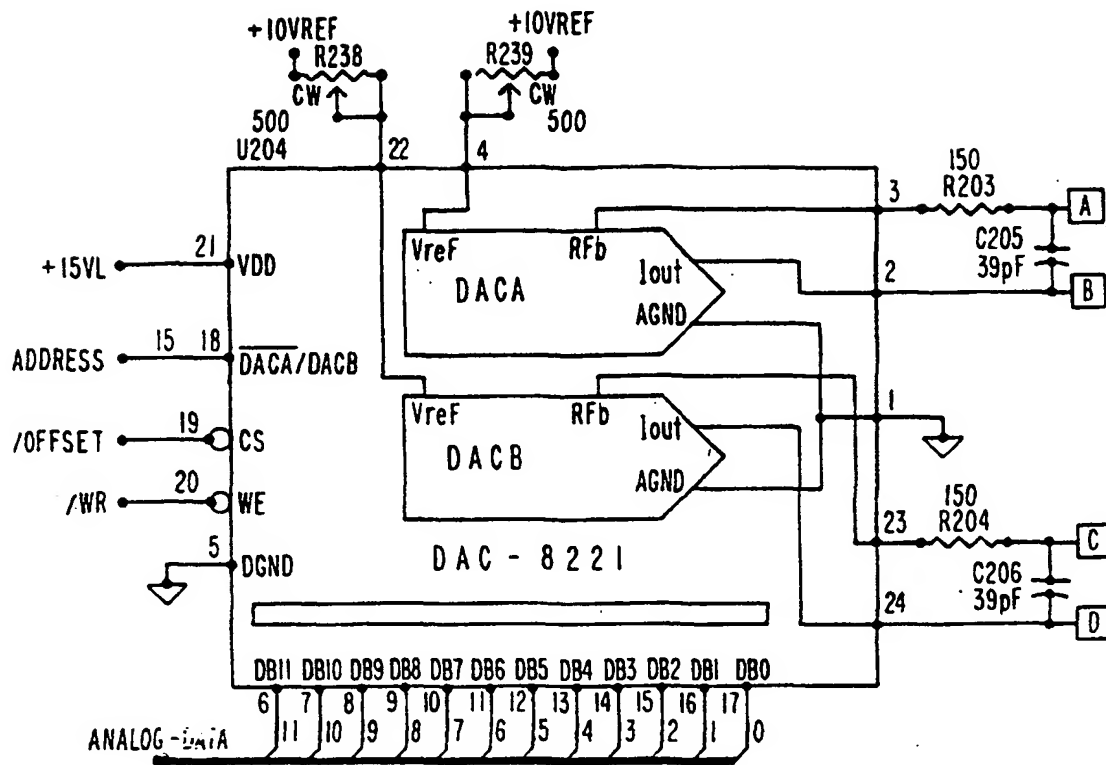 +10VREF +10VREF
R238 R239
CW CW
500 500
U204 22 4
150
3 R203 A
VreF RFb
21 C205
+15VL VDD DACA Iout 2 39pF
AGND B
15 18
ADDRESS DACA/DACB
VreF RFb 1
19 Iout
/OFFSET CS DACB
20 AGND 150
/WR WE 23 R204 C
5 DAC-8221
DGND C206
24 39pF
D
DB11 DB10 DB9 DB8 DB7 DB6 DB5 DB4 DB3 DB2 DB1 DB0
6 7 8 9 10 11 12 13 14 15 16 17
11 10 9 8 7 6 5 4 3 2 1 0
ANALOG-DATA